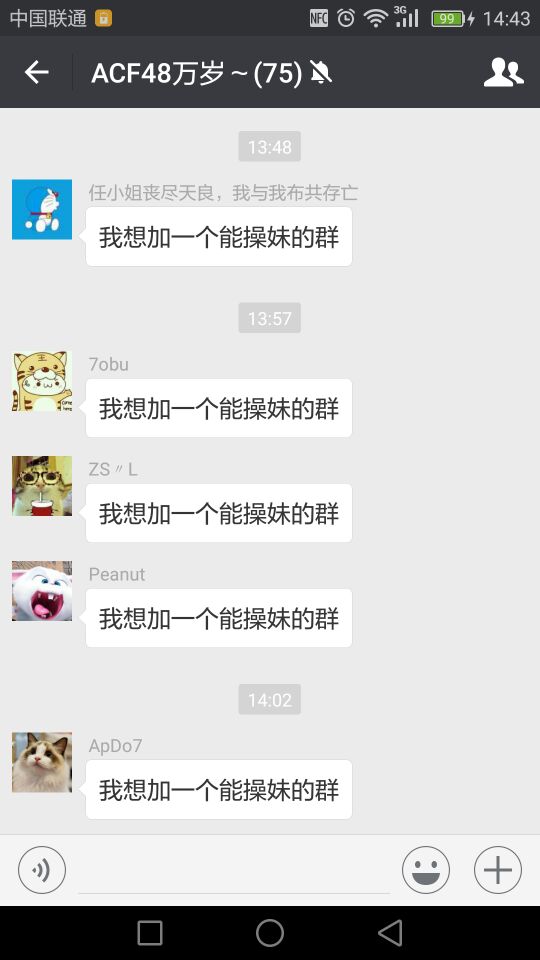 中国联通
NFC
3G
99
14:43
ACF48万岁～(75)
13:48
任小姐丧尽天良，我与我布共存亡
我想加一个能操妹的群
13:57
7obu
我想加一个能操妹的群
ZS〃L
我想加一个能操妹的群
Peanut
我想加一个能操妹的群
14:02
ApDo7
我想加一个能操妹的群